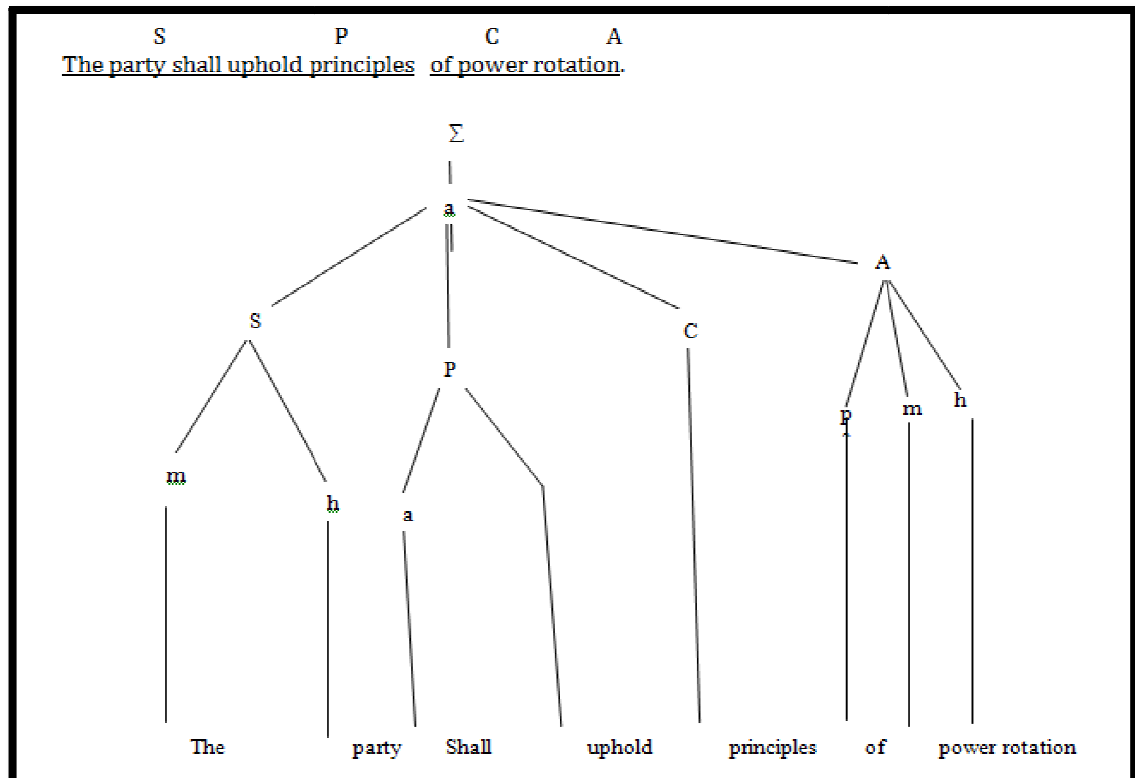 S P C A
The party shall uphold principles of power rotation.
Σ
a
A
S
C
P
h
m
p
m
h
a
The party Shall uphold principles of power rotation